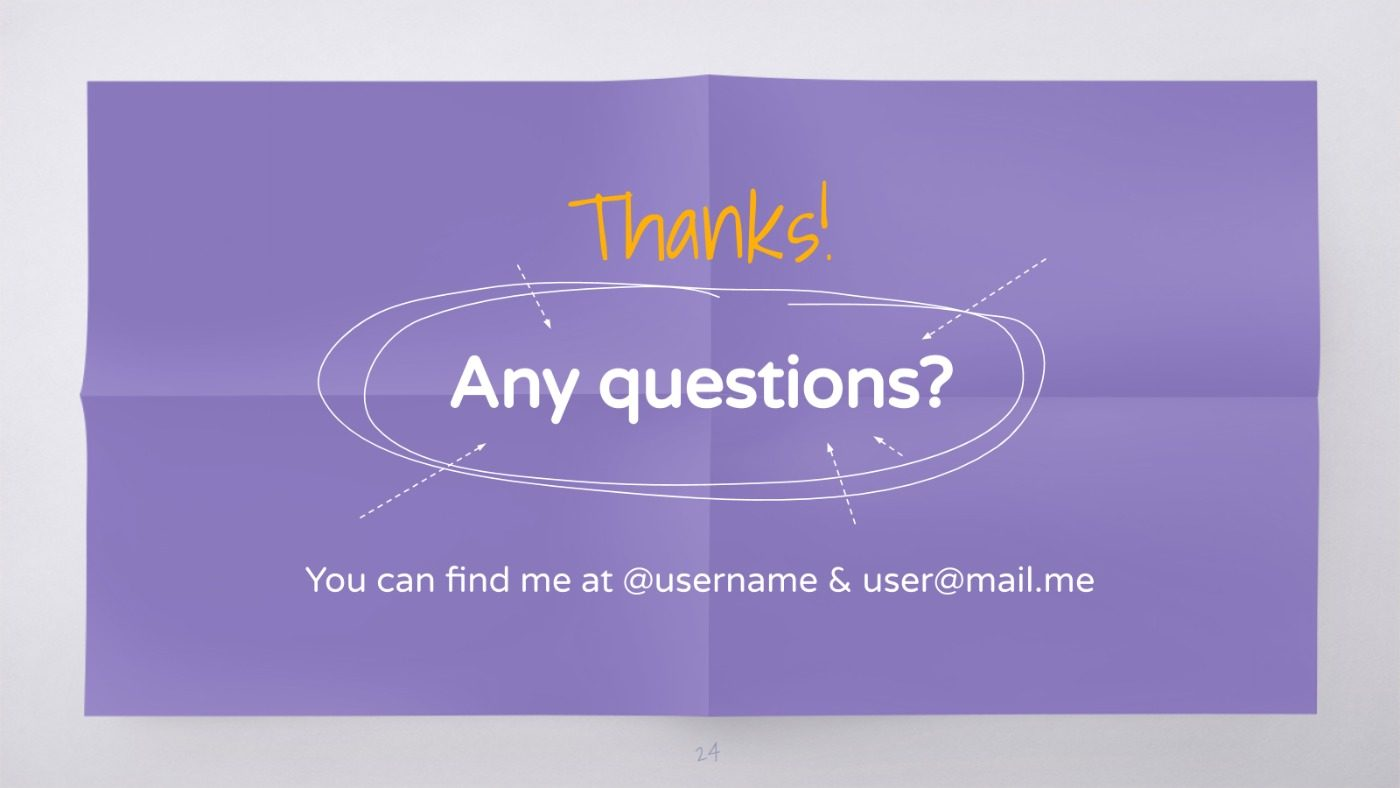 Thanks!
Any questions?
You can find me at @username & user@mail.me
24